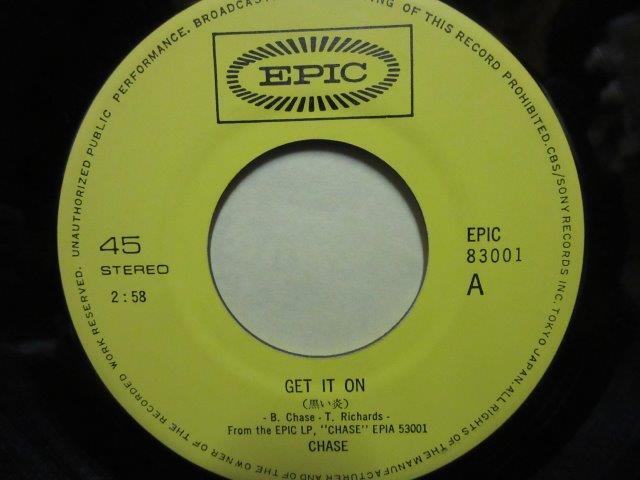 WORK RESERVED. UNAUTHORIZED PUBLIC PERFORMANCE. BROADCAS
NG OF THIS RECORD PROHIBITED. CBS/SONY RECORDS INC. TOKYO JAPAN. ALL RIGHTS OF THE MANUFACTURER AND OF THE OWNER OF THE RECORDED
EPIC
45
STEREO
2:58
EPIC
83001
A
GET IT ON
(黒い炎)
- B. Chase - T. Richards -
From the EPIC LP, "CHASE" EPIA 53001
CHASE